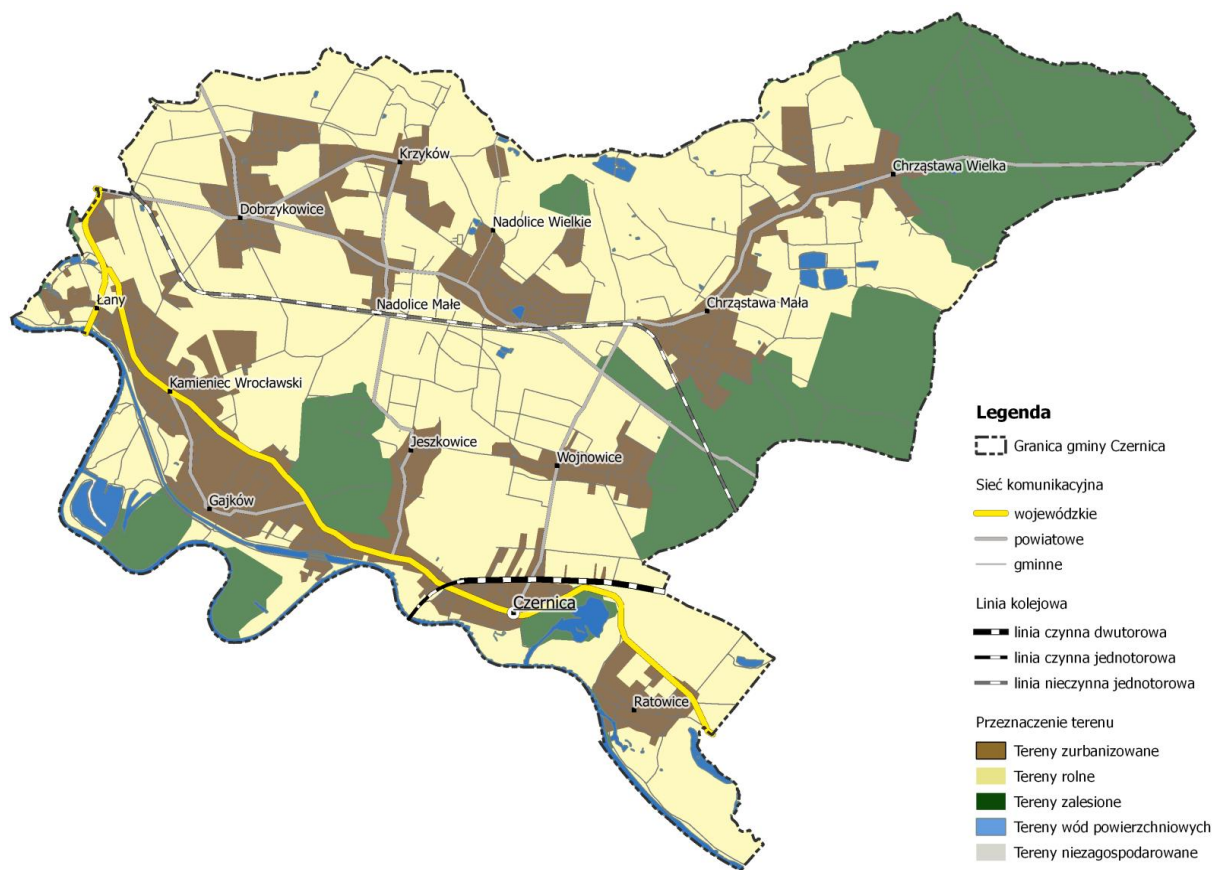 Krzyków
Chrząstawa Wielka
Dobrzykowice
Nadolice Wielkie
Łany
Nadolice Małe
Chrząstawa Mała
Kamieniec Wrocławski
Jeszkowice
Wojnowice
Gajków
Czernica
Ratowice
Legenda
Granica gminy Czernica
Sieć komunikacyjna
wojewódzkie
powiatowe
gminne
Linia kolejowa
linia czynna dwutorowa
linia czynna jednotorowa
linia nieczynna jednotorowa
Przeznaczenie terenu
Tereny zurbanizowane
Tereny rolne
Tereny zalesione
Tereny wód powierzchniowych
Tereny niezagospodarowane